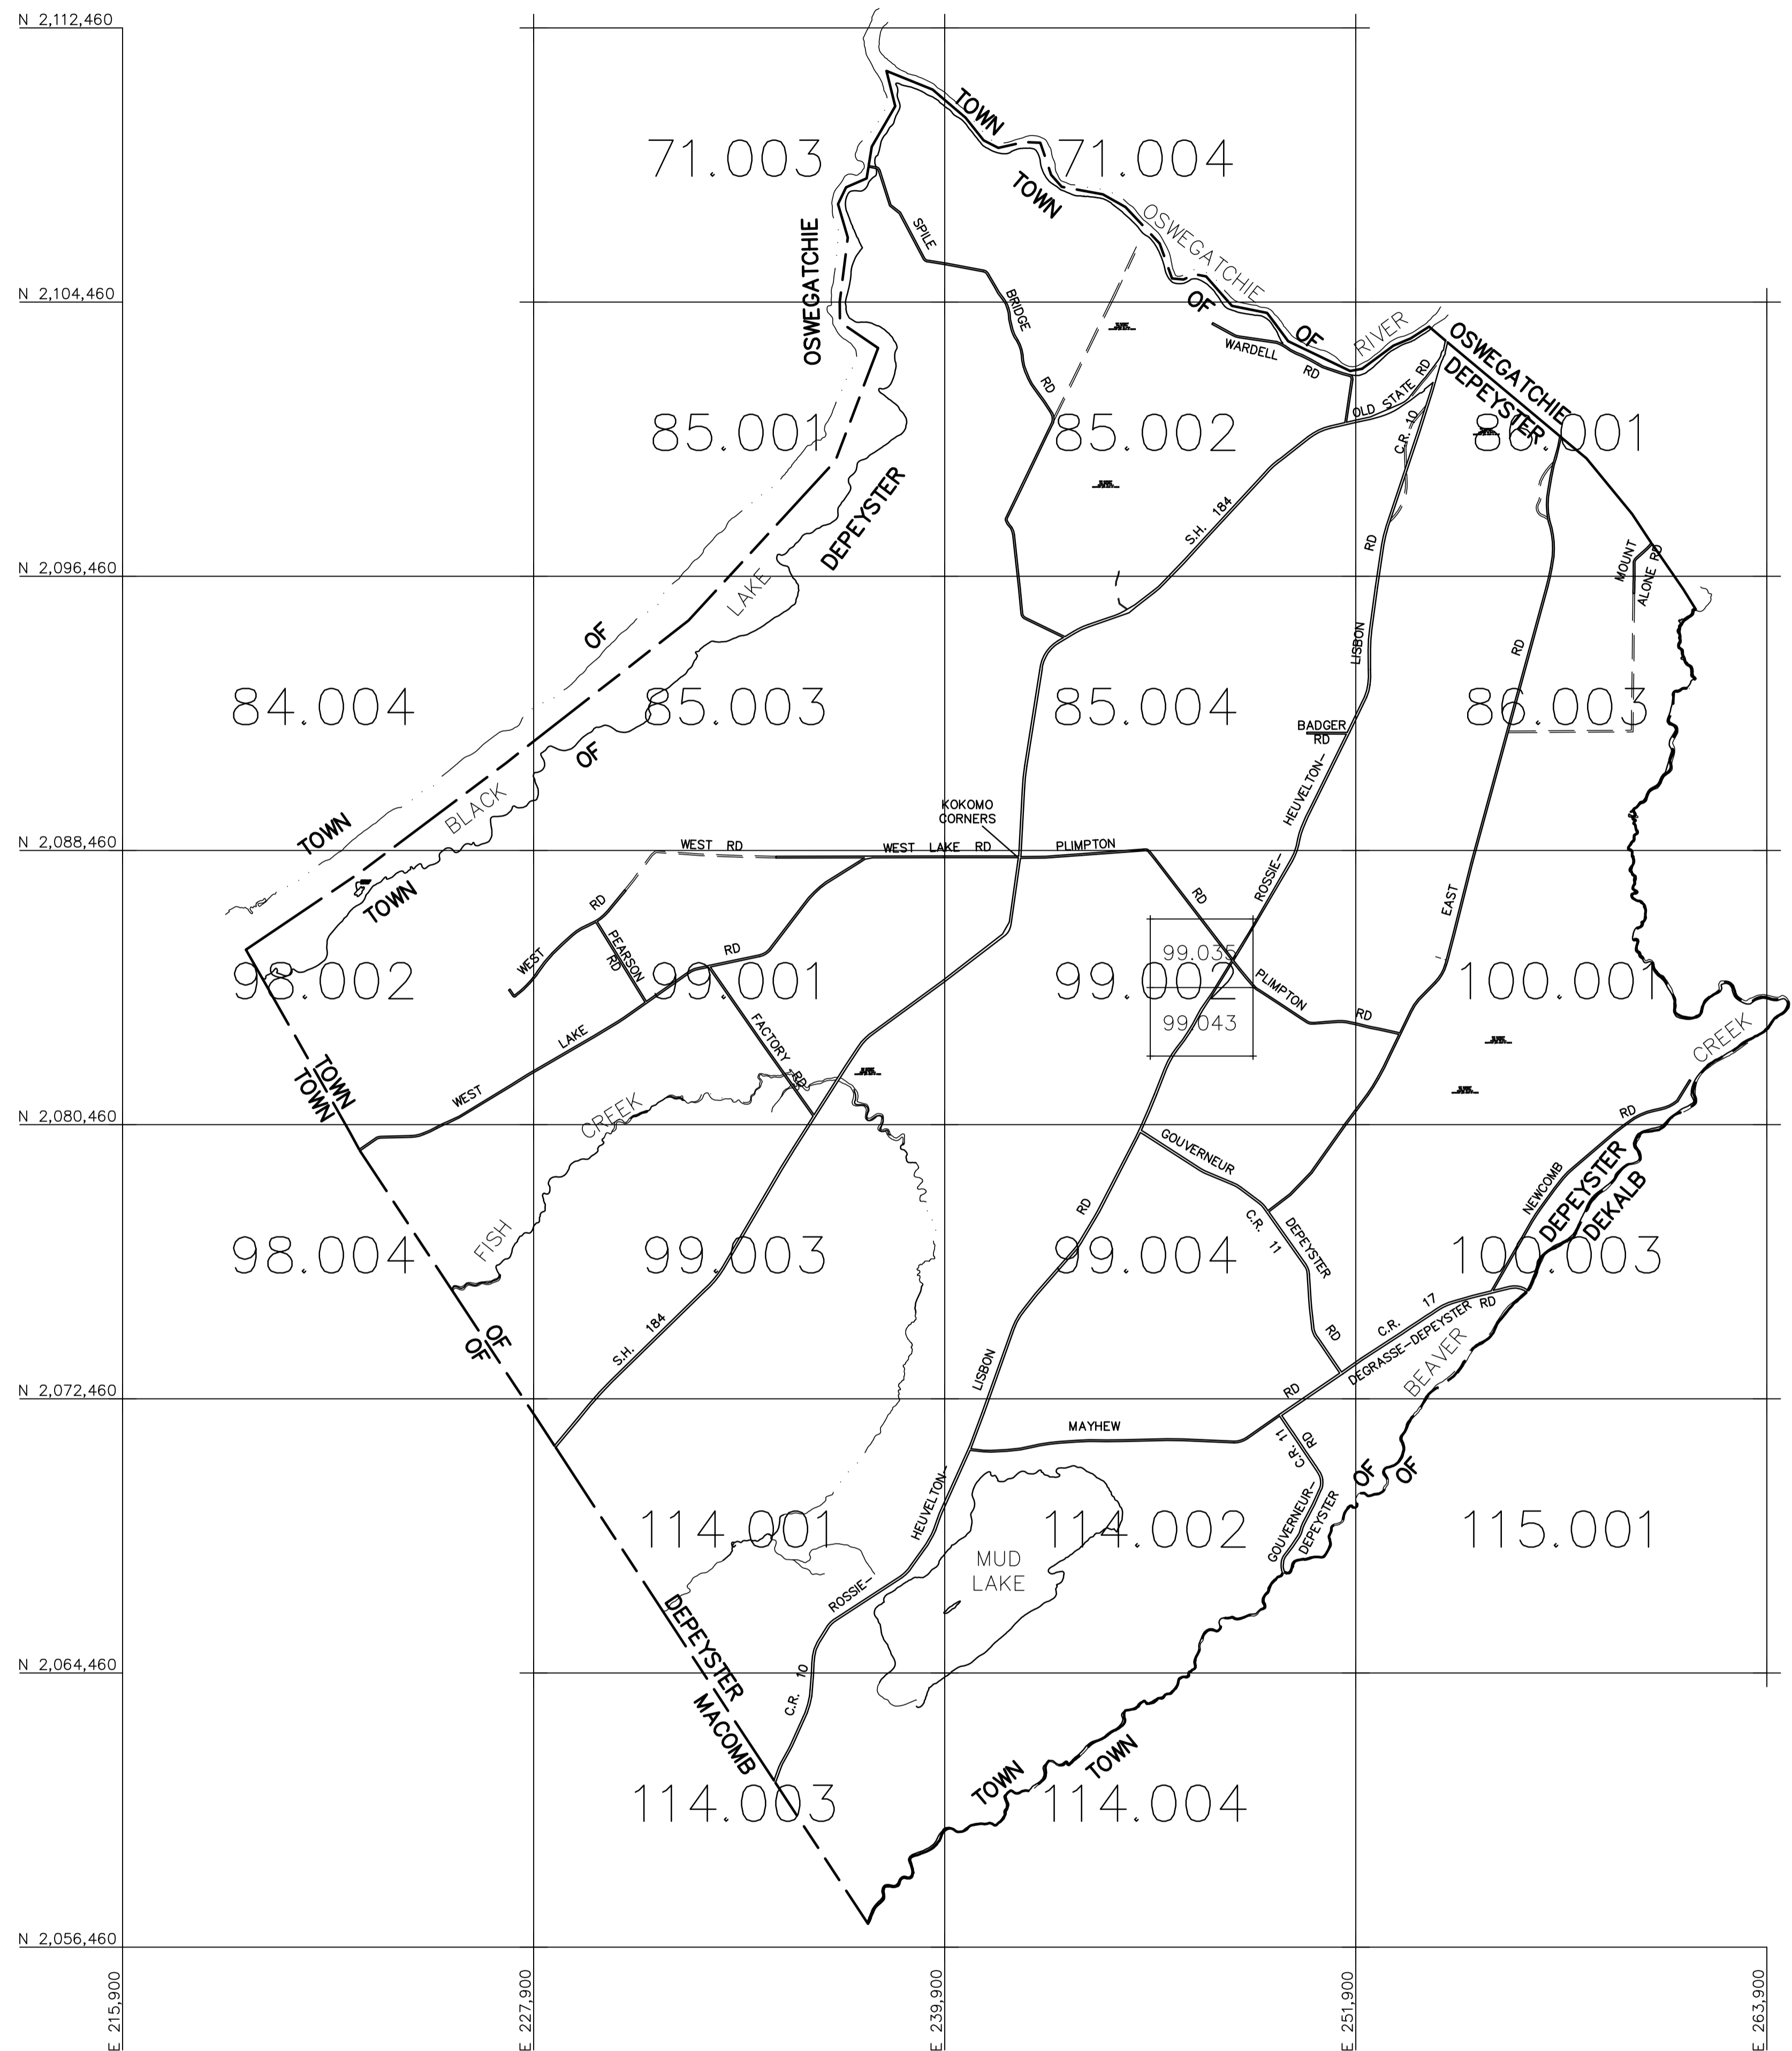 N 2,112,460
TOWN
71.003
71.004
TOWN
OSWEGATCHIE
OSWEGATCHIE
SPILE
BRIDGE
RD
N 2,104,460
OF
OF
RIVER
WARDELL
RD
OSWEGATCHIE
DEPEYSTER
OLD STATE RD
C.R. 10
85.001
85.002
86.001
DEPEYSTER
S.H. 184
RD
MOUNT
ALONE RD
N 2,096,460
LAKE
OF
LISBON
RD
84.004
85.003
85.004
86.003
BADGER
RD
OF
HEUVELTON-
BLACK
TOWN
KOKOMO
CORNERS
N 2,088,460
WEST RD
WEST LAKE RD
PLIMPTON
ROSSIE-
RD
EAST
TOWN
RD
WEST
PEARSON
RD
RD
99.035
98.002
99.001
99.002
100.001
PLIMPTON
RD
99.043
FACTORY
RD
LAKE
CREEK
TOWN
TOWN
WEST
CREEK
N 2,080,460
RD
GOUVERNEUR
NEWCOMB
DEPEYSTER
DEKALB
RD
C.R. 11
DEPEYSTER
FISH
98.004
99.003
99.004
100.003
S.H. 184
OF
OF
RD
C.R. 17
DEGRASSE-DEPEYSTER RD
BEAVER
LISBON
RD
N 2,072,460
MAYHEW
C.R. 11
RD
OF
OF
HEUVELTON-
GOUVERNEUR-
DEPEYSTER
114.001
114.002
115.001
MUD
LAKE
ROSSIE-
DEPEYSTER
MACOMB
N 2,064,460
C.R. 10
TOWN
TOWN
114.003
114.004
N 2,056,460
E 215,900
E 227,900
E 239,900
E 251,900
E 263,900